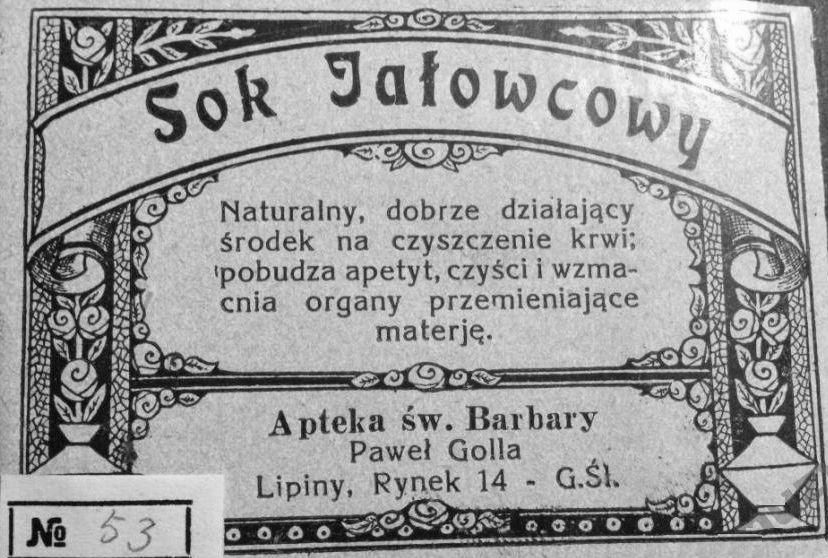 Sok Jałowcowy
Naturalny, dobrze działający
środek na czyszczenie krwi;
pobudza apetyt, czyści i wzma-
cnia organy przemieniające
materję.
Apteka św. Barbary
Paweł Golla
Lipiny, Rynek 14 - G.Śl.
№ 53